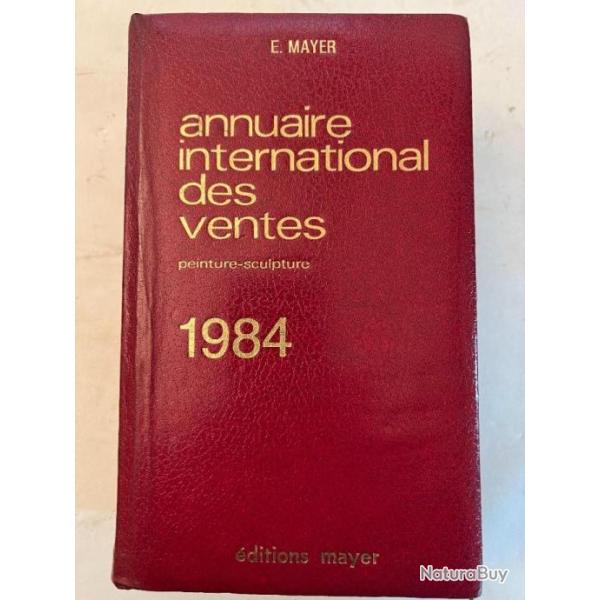 E. MAYER
annuaire
international
des
ventes
peinture-sculpture
1984
éditions mayer
NaturaBuy